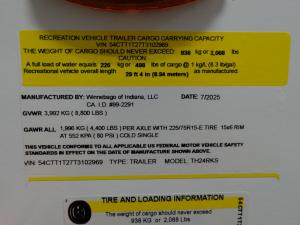 RECREATION VEHICLE TRAILER CARGO CARRYING CAPACITY
VIN: 54CTT1T27T3102969
THE WEIGHT OF CARGO SHOULD NEVER EXCEED: 938 kg or 2,068 lbs
CAUTION:
A full load of water equals 226 kg or 498 lbs of cargo @ 1 kg/L (8.3 lb/gal)
Recreational vehicle overall length 29 ft 4 in (8.94 meters) as manufactured
MANUFACTURED BY: Winnebago of Indiana, LLC DATE: 7/2025
CA. I.D. #99-2291
GVWR 3,992 KG ( 8,800 LBS )
GAWR ALL 1,996 KG ( 4,400 LBS ) PER AXLE WITH 225/75R15-E TIRE 15x6 RIM
AT 552 KPA ( 80 PSI ) COLD SINGLE
THIS VEHICLE CONFORMS TO ALL APPLICABLE US FEDERAL MOTOR VEHICLE SAFETY
STANDARDS IN EFFECT ON THE DATE OF MANUFACTURE SHOWN ABOVE
VIN: 54CTT1T27T3102969 TYPE: TRAILER MODEL: TH24RKS
TIRE AND LOADING INFORMATION
The weight of cargo should never exceed
938 KG or 2,068 Lbs